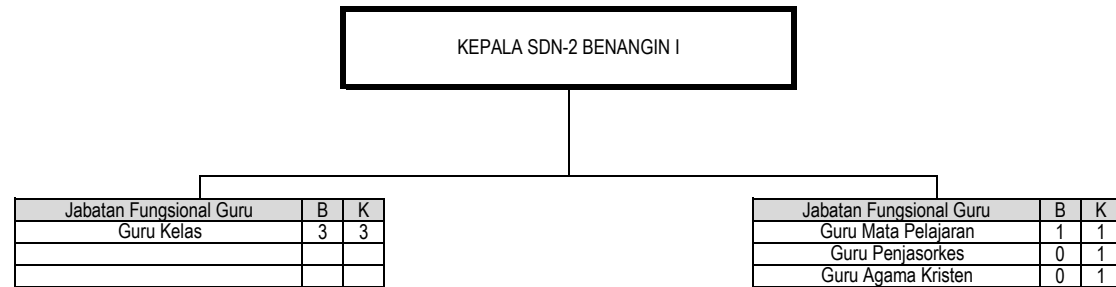 KEPALA SDN-2 BENANGIN I
Jabatan Fungsional Guru B K
Guru Kelas 3 3
Jabatan Fungsional Guru B K
Guru Mata Pelajaran 1 1
Guru Penjasorkes 0 1
Guru Agama Kristen 0 1